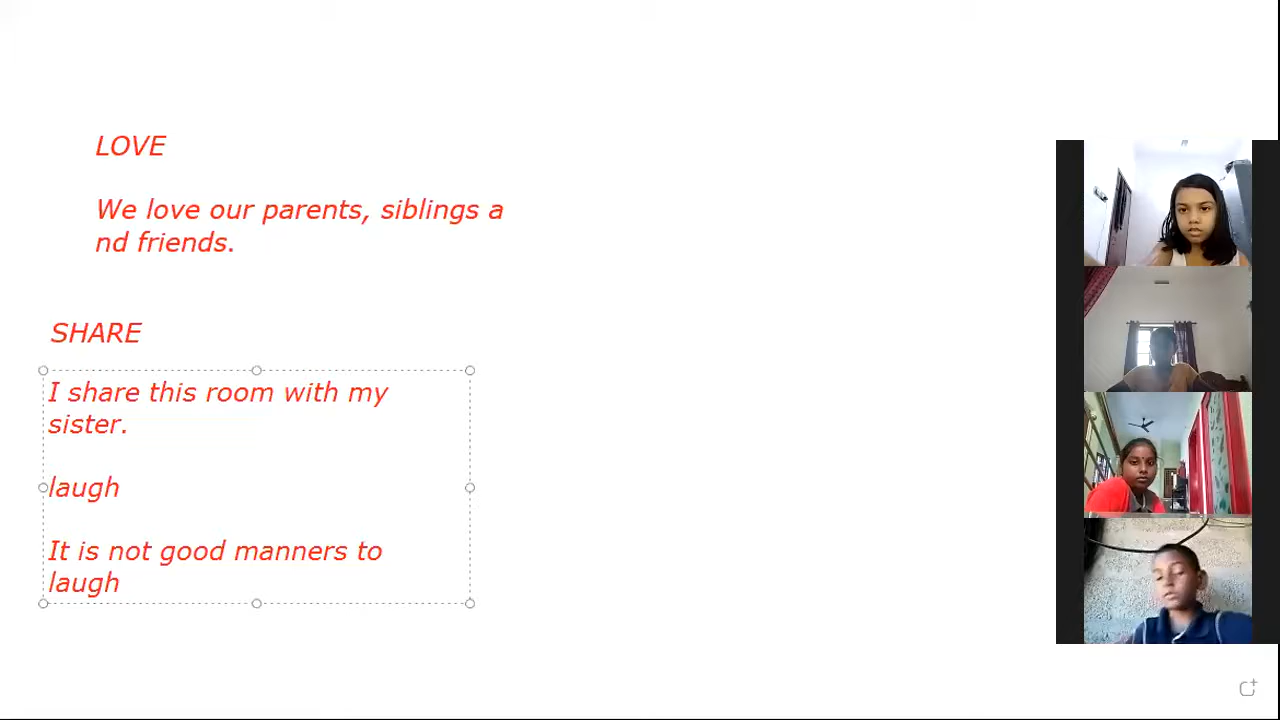 LOVE
We love our parents, siblings a
nd friends.
SHARE
I share this room with my
sister.
laugh
It is not good manners to
laugh